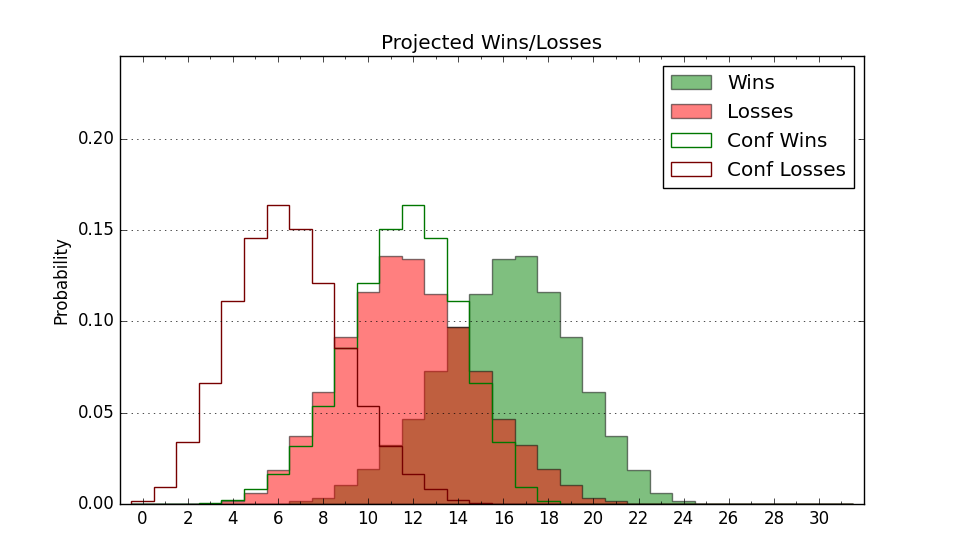 Projected Wins/Losses
Wins
Losses
Conf Wins
Conf Losses
Probability
0.20
0.15
0.10
0.05
0.00
0 2 4 6 8 10 12 14 16 18 20 22 24 26 28 30